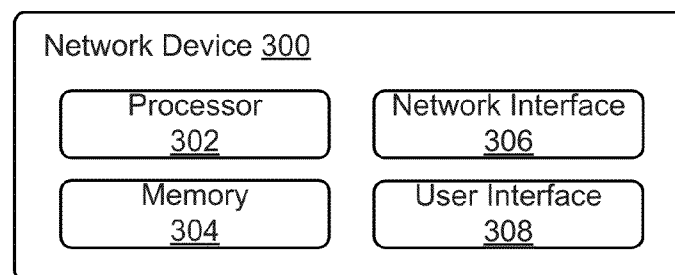 Network Device 300
Processor
302
Network Interface
306
Memory
304
User Interface
308